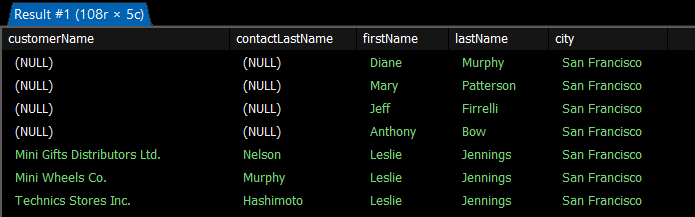 Result #1 (108r × 5c)
customerName contactLastName firstName lastName city
(NULL) (NULL) Diane Murphy San Francisco
(NULL) (NULL) Mary Patterson San Francisco
(NULL) (NULL) Jeff Firrelli San Francisco
(NULL) (NULL) Anthony Bow San Francisco
Mini Gifts Distributors Ltd. Nelson Leslie Jennings San Francisco
Mini Wheels Co. Murphy Leslie Jennings San Francisco
Technics Stores Inc. Hashimoto Leslie Jennings San Francisco